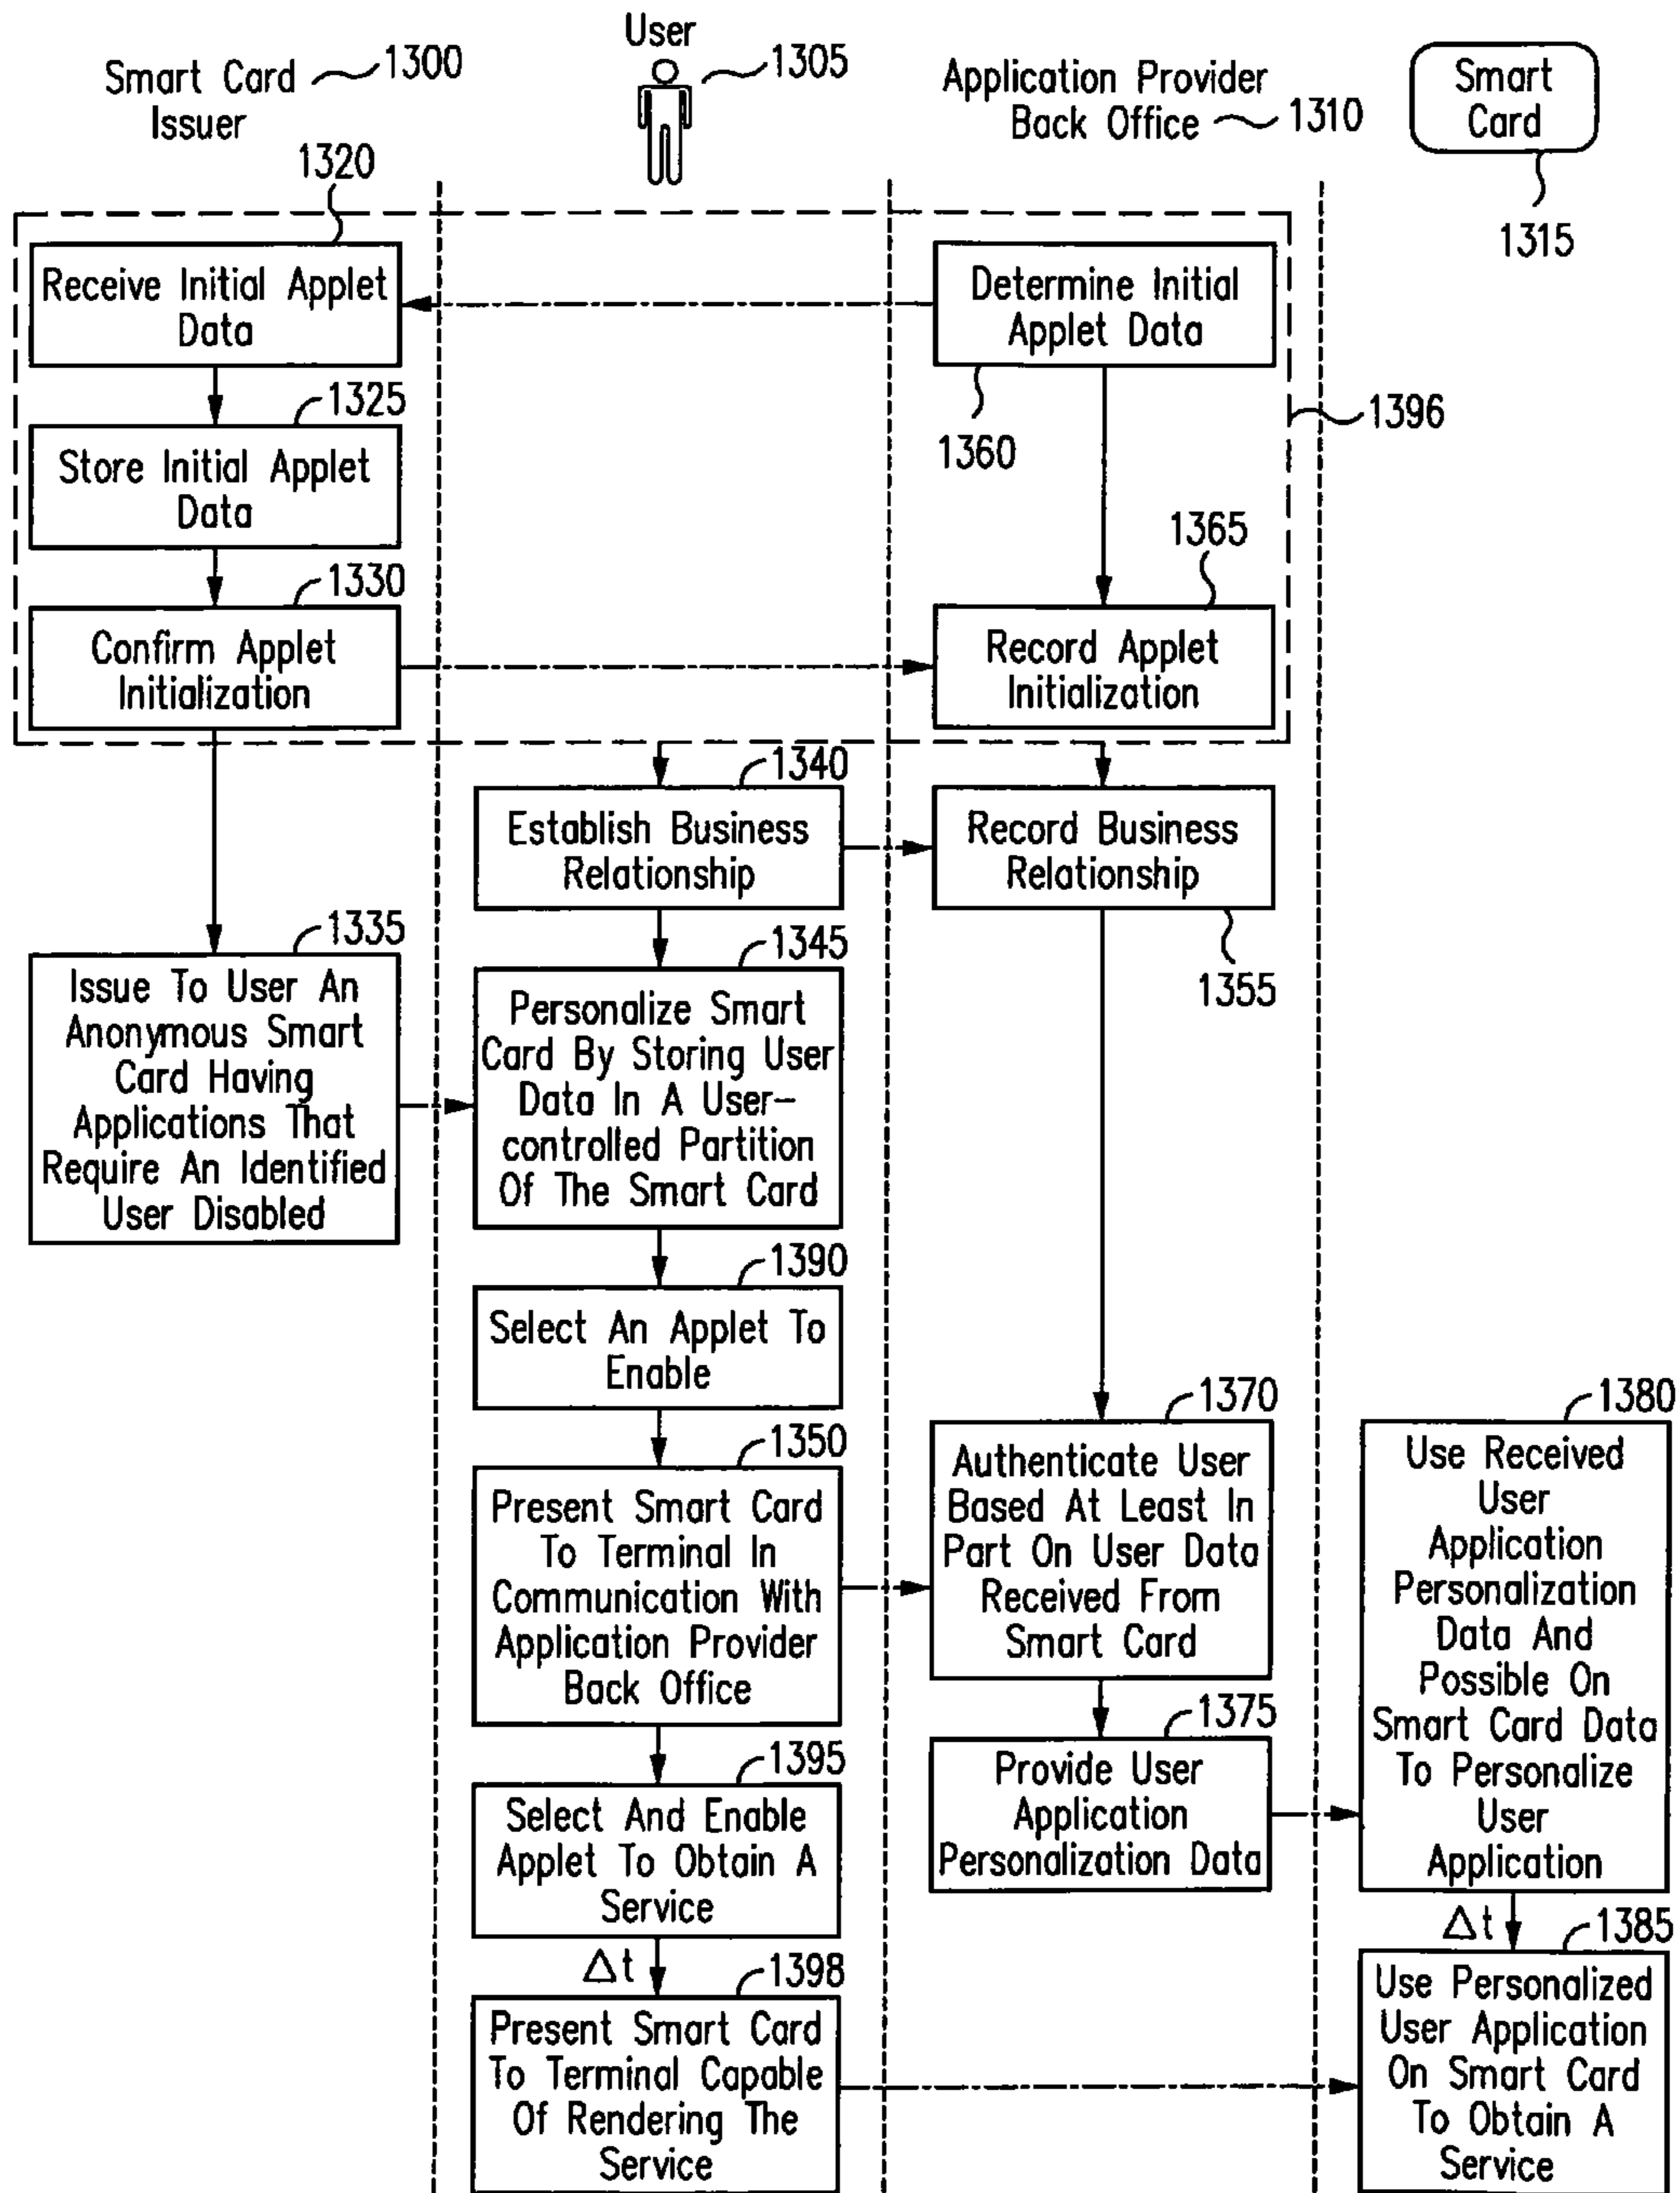 Smart Card
Issuer
1300
User
1305
Application Provider
Back Office
1310
Smart
Card
1315
1320
Receive Initial Applet
Data
Determine Initial
Applet Data
1360
1396
1325
Store Initial Applet
Data
1330
Confirm Applet
Initialization
1365
Record Applet
Initialization
1340
Establish Business
Relationship
Record Business
Relationship
1355
1335
Issue To User An
Anonymous Smart
Card Having
Applications That
Require An Identified
User Disabled
1345
Personalize Smart
Card By Storing User
Data In A User-
controlled Partition
Of The Smart Card
1390
Select An Applet To
Enable
1350
Present Smart Card
To Terminal In
Communication With
Application Provider
Back Office
1370
Authenticate User
Based At Least In
Part On User Data
Received From
Smart Card
1380
Use Received
User
Application
Personalization
Data And
Possible On
Smart Card Data
To Personalize
User
Application
1375
Provide User
Application
Personalization Data
1395
Select And Enable
Applet To Obtain A
Service
Δt
1398
Present Smart Card
To Terminal Capable
Of Rendering The
Service
Δt
1385
Use Personalized
User Application
On Smart Card
To Obtain A
Service